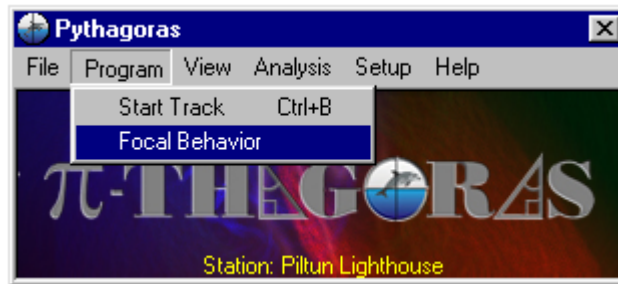 Pythagoras
File Program View Analysis Setup Help
Start Track Ctrl+B
Focal Behavior
π-THAGORAS
Station: Piltun Lighthouse